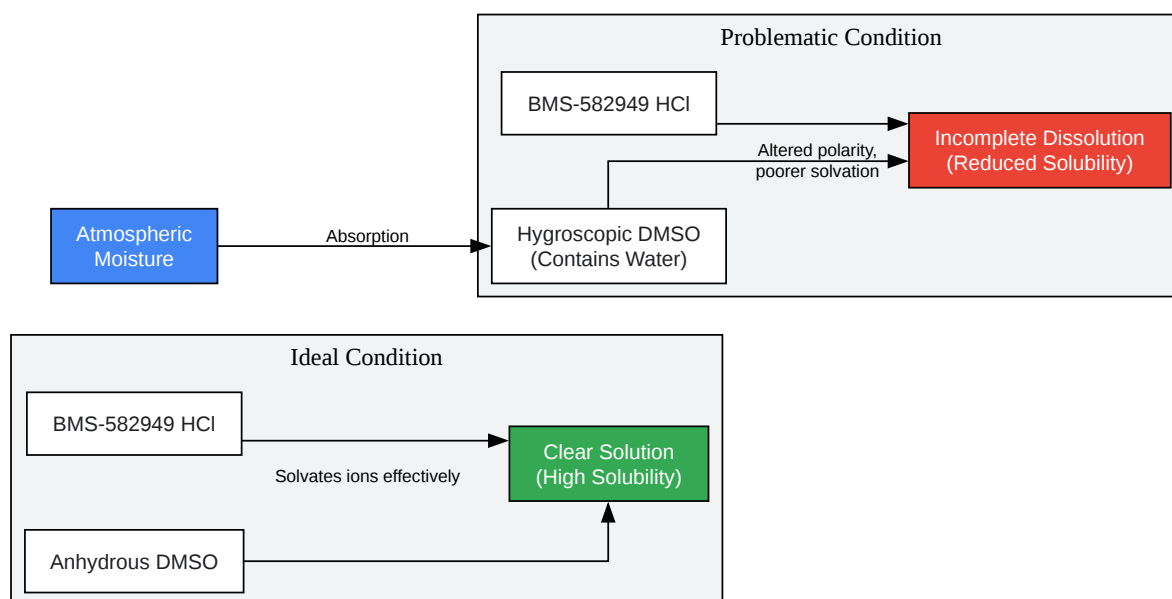 Problematic Condition
BMS-582949 HCl
Incomplete Dissolution
(Reduced Solubility)
Altered polarity,
poorer solvation
Atmospheric
Moisture
Absorption
Hygroscopic DMSO
(Contains Water)
Ideal Condition
BMS-582949 HCl
Clear Solution
(High Solubility)
Solvates ions effectively
Anhydrous DMSO